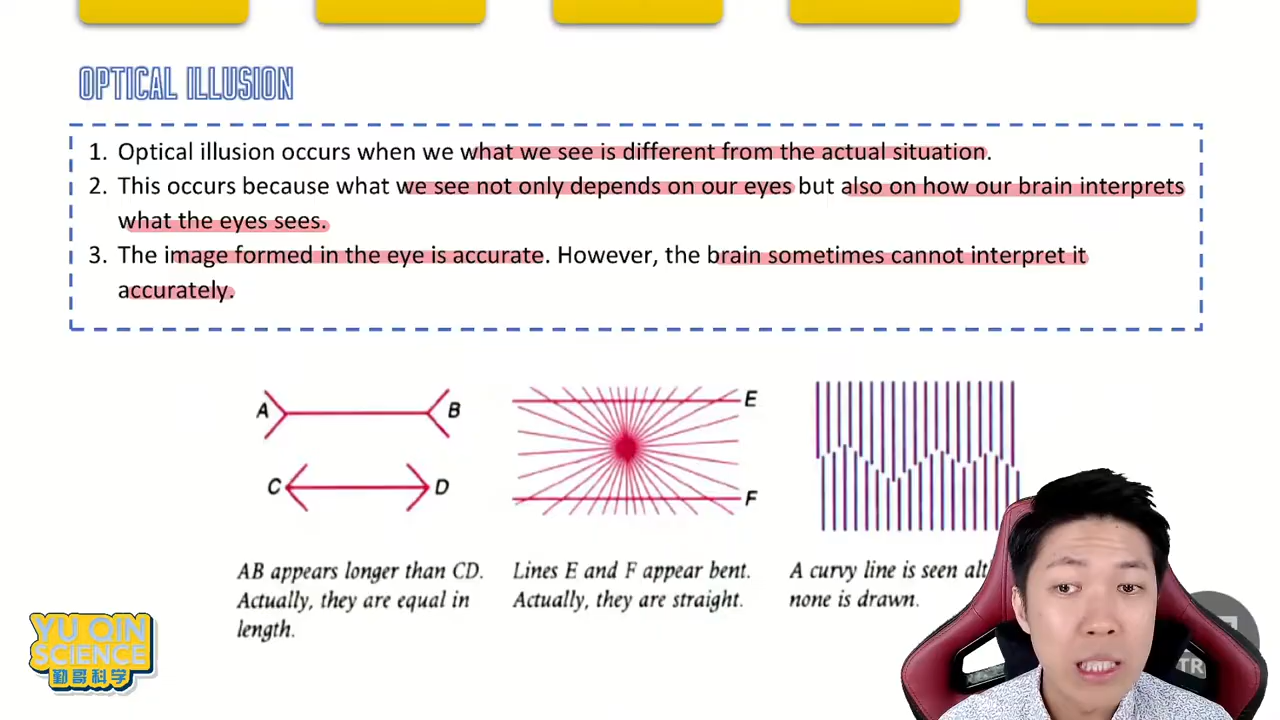 OPTICAL ILLUSION
1. Optical illusion occurs when we what we see is different from the actual situation.
2. This occurs because what we see not only depends on our eyes but also on how our brain interprets
what the eyes sees.
3. The image formed in the eye is accurate. However, the brain sometimes cannot interpret it
accurately.
A B
C D
E
F
AB appears longer than CD.
Actually, they are equal in
length.
Lines E and F appear bent.
Actually, they are straight.
A curvy line is seen
none is drawn.
YU QIN
SCIENCE
勤哥科学